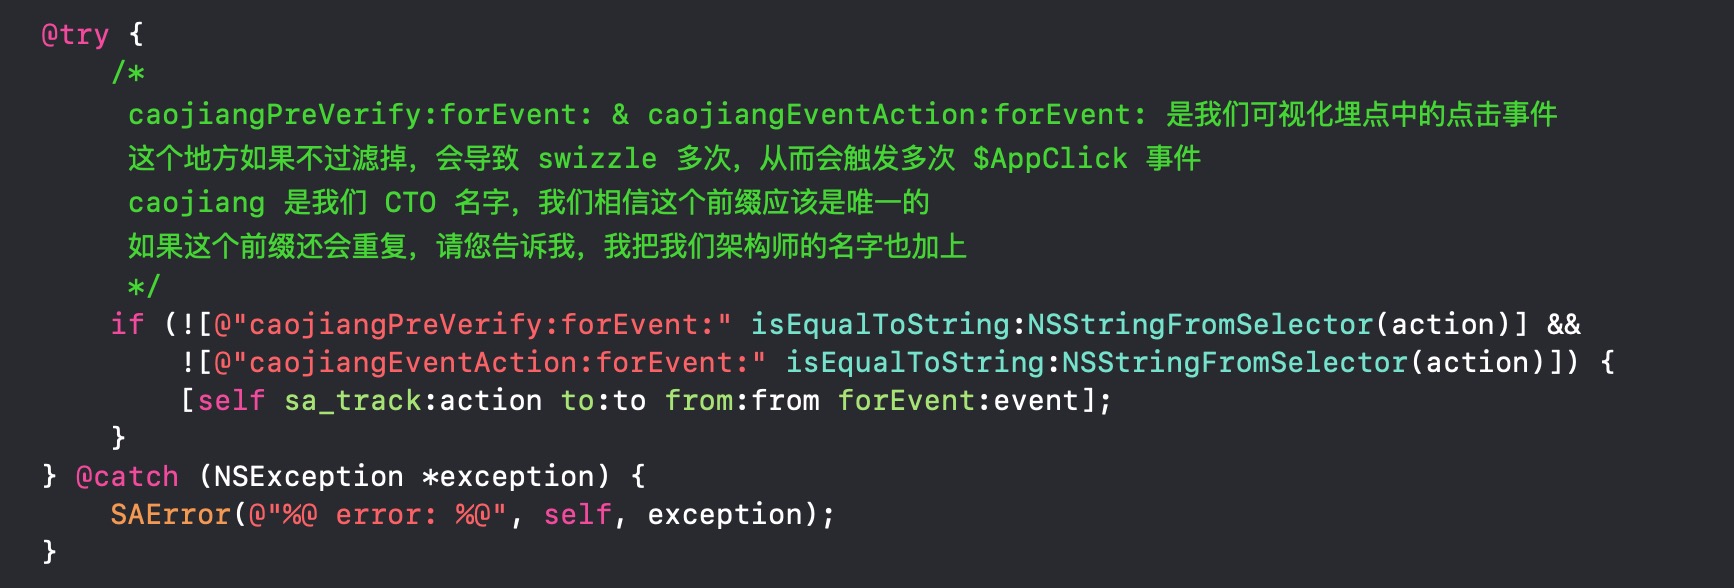 @try {
/*
caojiangPreVerify:forEvent: & caojiangEventAction:forEvent: 是我们可视化埋点中的点击事件
这个地方如果不过滤掉，会导致 swizzle 多次，从而会触发多次 $AppClick 事件
caojiang 是我们 CTO 名字，我们相信这个前缀应该是唯一的
如果这个前缀还会重复，请您告诉我，我把我们架构师的名字也加上
*/
if (![@"caojiangPreVerify:forEvent:" isEqualToString:NSStringFromSelector(action)] &&
![@"caojiangEventAction:forEvent:" isEqualToString:NSStringFromSelector(action)]) {
[self sa_track:action to:to from:from forEvent:event];
}
} @catch (NSException *exception) {
SAError(@"%@ error: %@", self, exception);
}